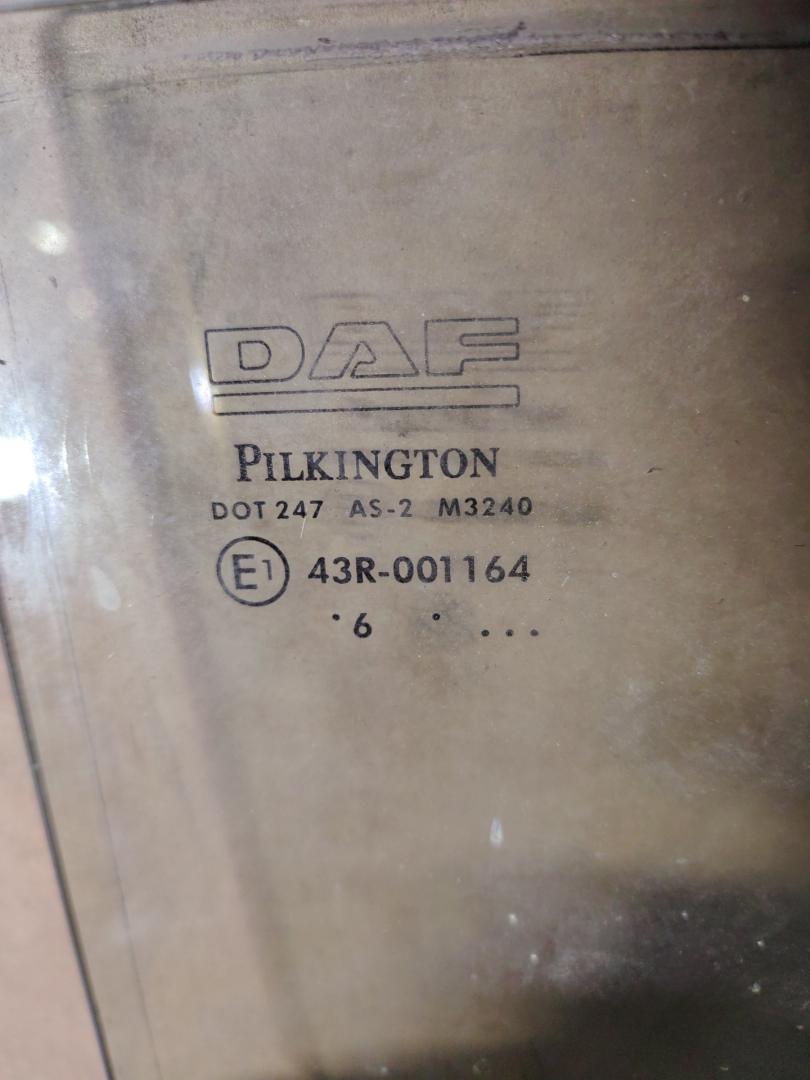 DAF
PILKINGTON
DOT 247 AS-2 M3240
E1 43R-001164
. 6 . ...